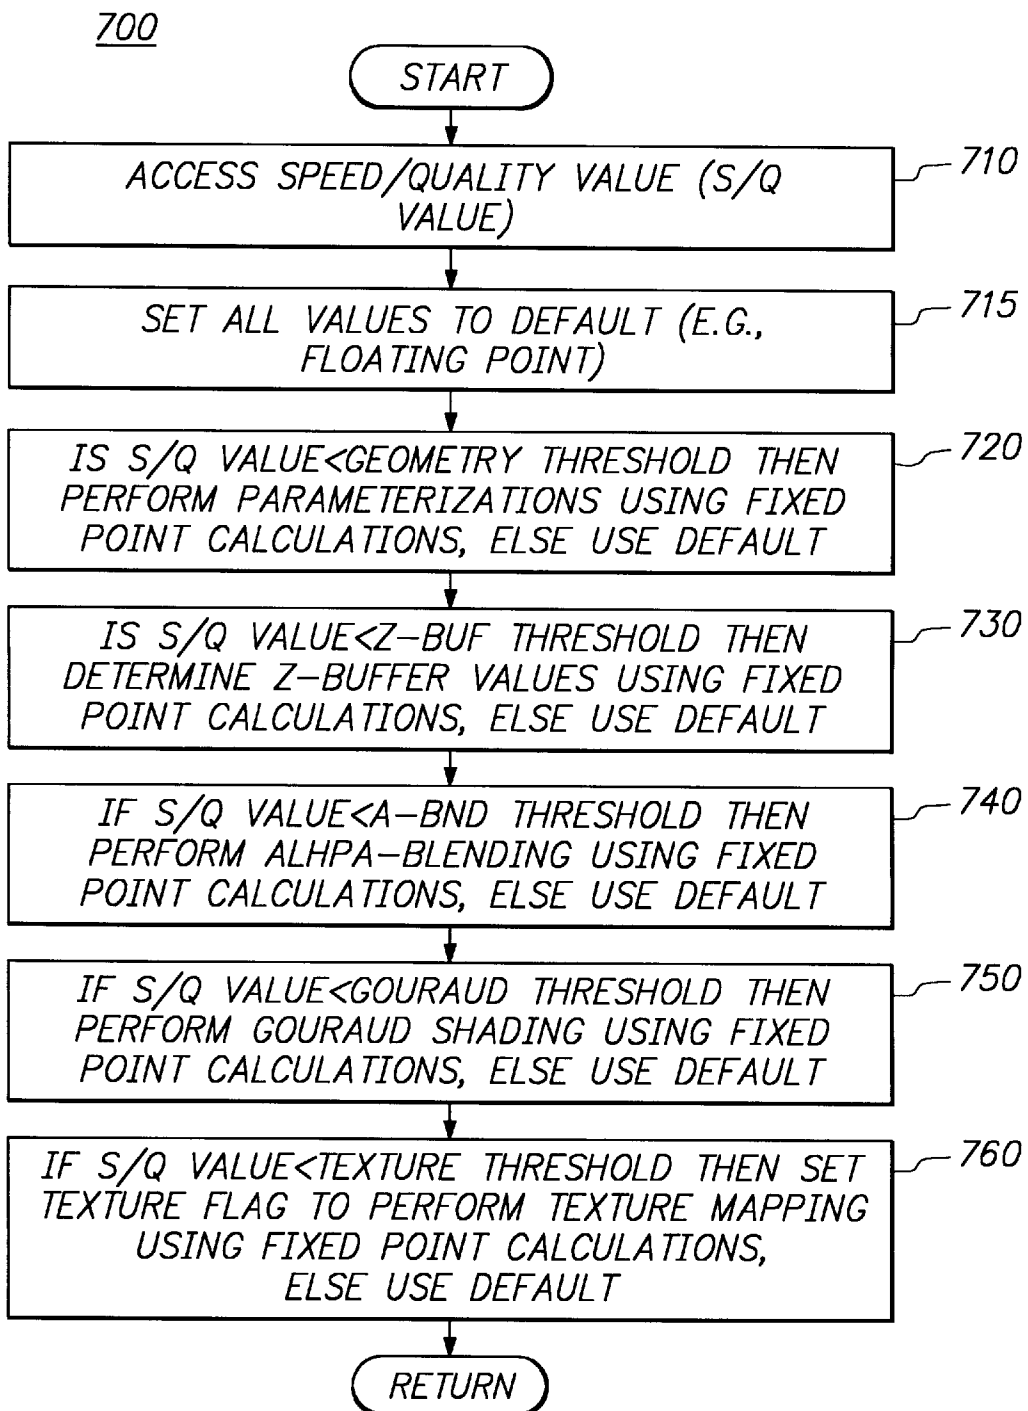 700
START
ACCESS SPEED/QUALITY VALUE (S/Q
VALUE)
710
SET ALL VALUES TO DEFAULT (E.G.,
FLOATING POINT)
715
IS S/Q VALUE<GEOMETRY THRESHOLD THEN
PERFORM PARAMETERIZATIONS USING FIXED
POINT CALCULATIONS, ELSE USE DEFAULT
720
IS S/Q VALUE<Z-BUF THRESHOLD THEN
DETERMINE Z-BUFFER VALUES USING FIXED
POINT CALCULATIONS, ELSE USE DEFAULT
730
IF S/Q VALUE<A-BND THRESHOLD THEN
PERFORM ALHPA-BLENDING USING FIXED
POINT CALCULATIONS, ELSE USE DEFAULT
740
IF S/Q VALUE<GOURAUD THRESHOLD THEN
PERFORM GOURAUD SHADING USING FIXED
POINT CALCULATIONS, ELSE USE DEFAULT
750
IF S/Q VALUE<TEXTURE THRESHOLD THEN SET
TEXTURE FLAG TO PERFORM TEXTURE MAPPING
USING FIXED POINT CALCULATIONS,
ELSE USE DEFAULT
760
RETURN